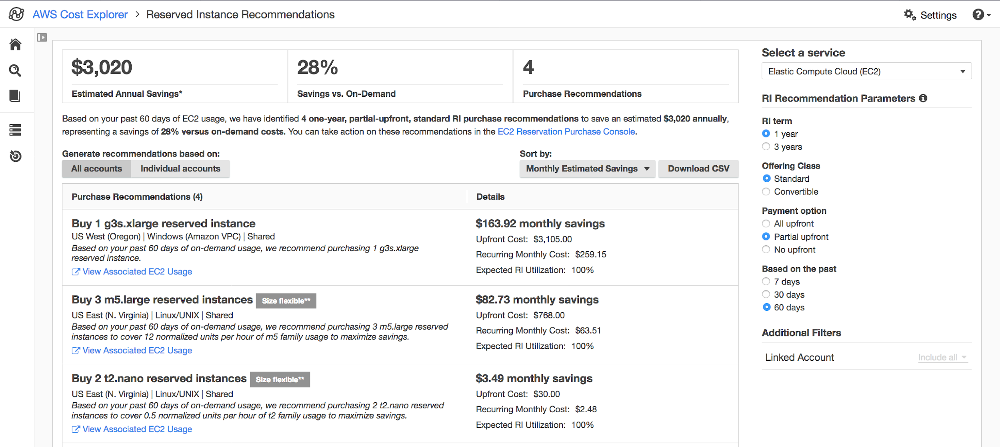 AWS Cost Explorer > Reserved Instance Recommendations
Settings
$3,020
Estimated Annual Savings*
28%
Savings vs. On-Demand
4
Purchase Recommendations
Based on your past 60 days of EC2 usage, we have identified 4 one-year, partial-upfront, standard RI purchase recommendations to save an estimated $3,020 annually,
representing a savings of 28% versus on-demand costs. You can take action on these recommendations in the EC2 Reservation Purchase Console.
Generate recommendations based on:
All accounts
Individual accounts
Sort by:
Monthly Estimated Savings
Download CSV
Purchase Recommendations (4)
Details
Buy 1 g3s.xlarge reserved instance
US West (Oregon) | Windows (Amazon VPC) | Shared
Based on your past 60 days of on-demand usage, we recommend purchasing 1 g3s.xlarge
reserved instance.
View Associated EC2 Usage
$163.92 monthly savings
Upfront Cost: $3,105.00
Recurring Monthly Cost: $259.15
Expected RI Utilization: 100%
Buy 3 m5.large reserved instances
Size flexible**
US East (N. Virginia) | Linux/UNIX | Shared
Based on your past 60 days of on-demand usage, we recommend purchasing 3 m5.large reserved
instances to cover 12 normalized units per hour of m5 family usage to maximize savings.
View Associated EC2 Usage
$82.73 monthly savings
Upfront Cost: $768.00
Recurring Monthly Cost: $63.51
Expected RI Utilization: 100%
Buy 2 t2.nano reserved instances
Size flexible**
US East (N. Virginia) | Linux/UNIX | Shared
Based on your past 60 days of on-demand usage, we recommend purchasing 2 t2.nano reserved
instances to cover 0.5 normalized units per hour of t2 family usage to maximize savings.
View Associated EC2 Usage
$3.49 monthly savings
Upfront Cost: $30.00
Recurring Monthly Cost: $2.48
Expected RI Utilization: 100%
Select a service
Elastic Compute Cloud (EC2)
RI Recommendation Parameters
RI term
1 year
3 years
Offering Class
Standard
Convertible
Payment option
All upfront
Partial upfront
No upfront
Based on the past
7 days
30 days
60 days
Additional Filters
Linked Account
Include all